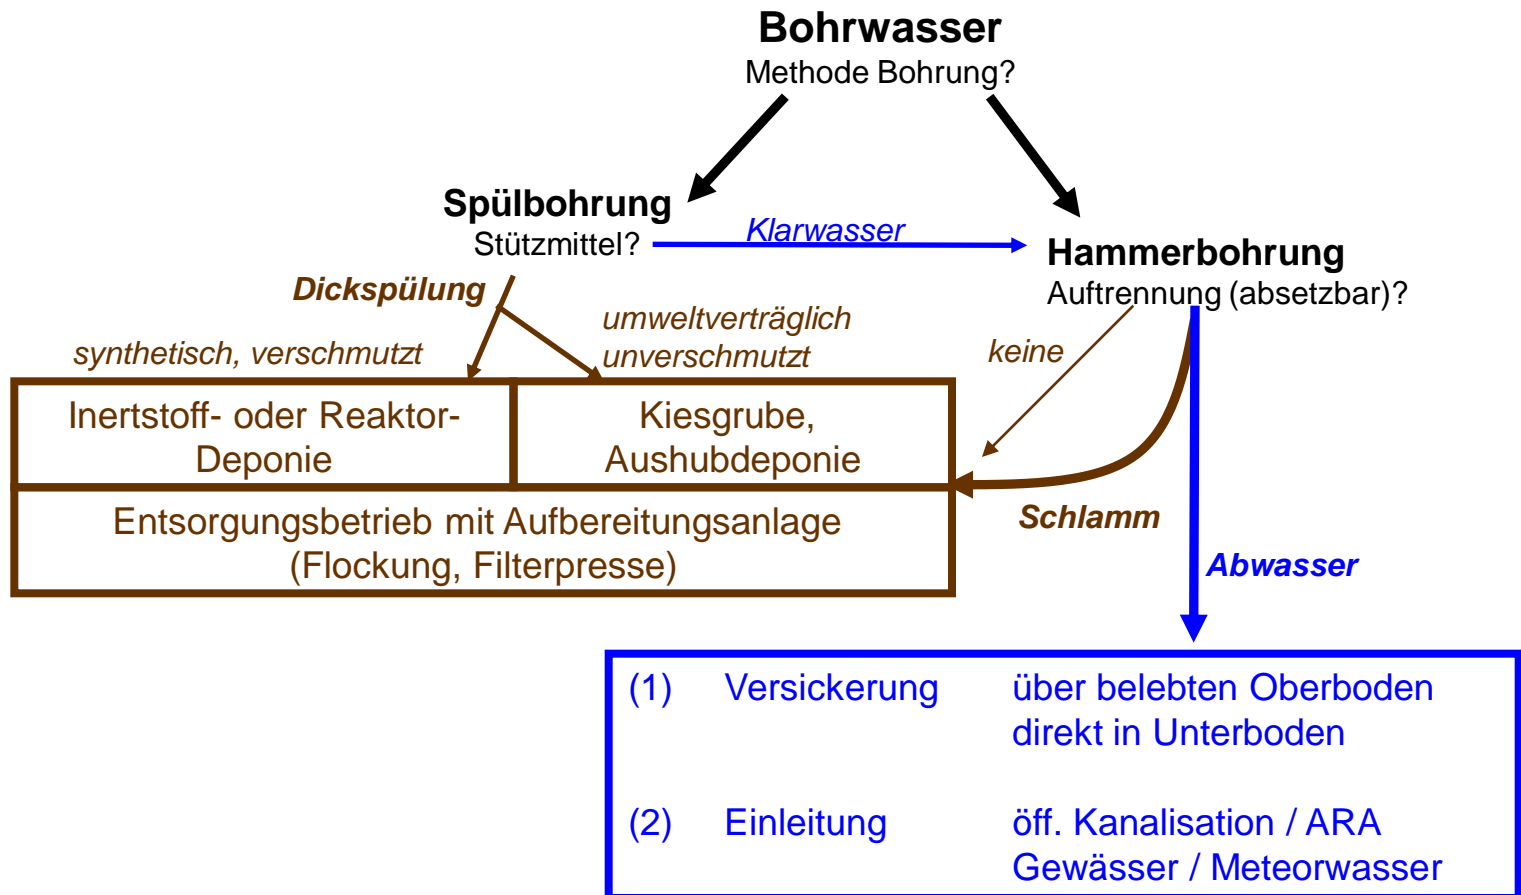 Bohrwasser
Methode Bohrung?
Spülbohrung
Stützmittel?
Klarwasser
Hammerbohrung
Auftrennung (absetzbar)?
Dickspülung
synthetisch, verschmutzt
umweltverträglich
unverschmutzt
keine
Inertstoff- oder Reaktor-
Deponie
Kiesgrube,
Aushubdeponie
Entsorgungsbetrieb mit Aufbereitungsanlage
(Flockung, Filterpresse)
Schlamm
Abwasser
(1) Versickerung über belebten Oberboden
direkt in Unterboden
(2) Einleitung öff. Kanalisation / ARA
Gewässer / Meteorwasser